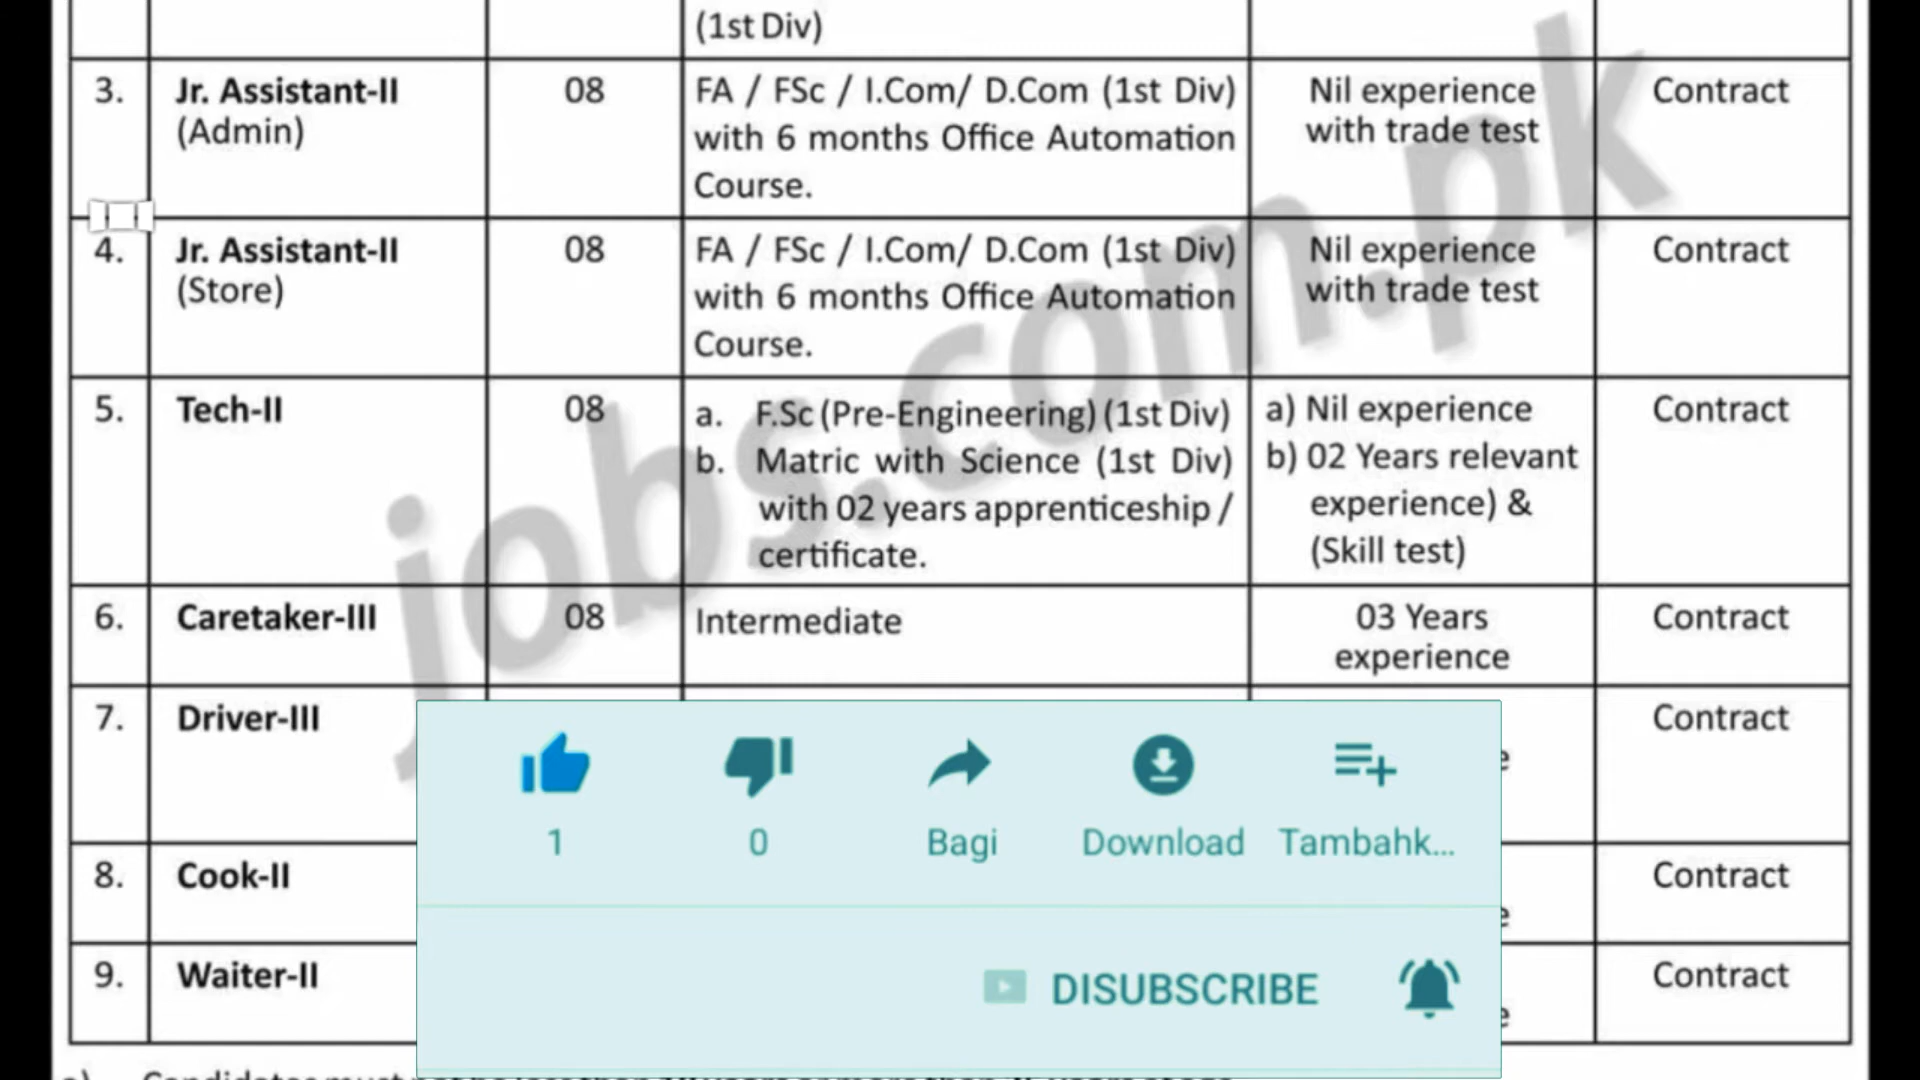 (1st Div)
3. Jr. Assistant-II 08 FA / FSc / I.Com/ D.Com (1st Div) Nil experience Contract
(Admin) with 6 months Office Automation with trade test
Course.
4. Jr. Assistant-II 08 FA / FSc / I.Com/ D.Com (1st Div) Nil experience Contract
(Store) with 6 months Office Automation with trade test
Course.
5. Tech-II 08 a. F.Sc (Pre-Engineering) (1st Div) a) Nil experience Contract
b. Matric with Science (1st Div) b) 02 Years relevant
with 02 years apprenticeship / experience) &
certificate. (Skill test)
6. Caretaker-III 08 Intermediate 03 Years Contract
experience
7. Driver-III Contract
8. Cook-II Contract
9. Waiter-II Contract
jobs.com.pk
1 0 Bagi Download Tambahk...
DISUBSCRIBE